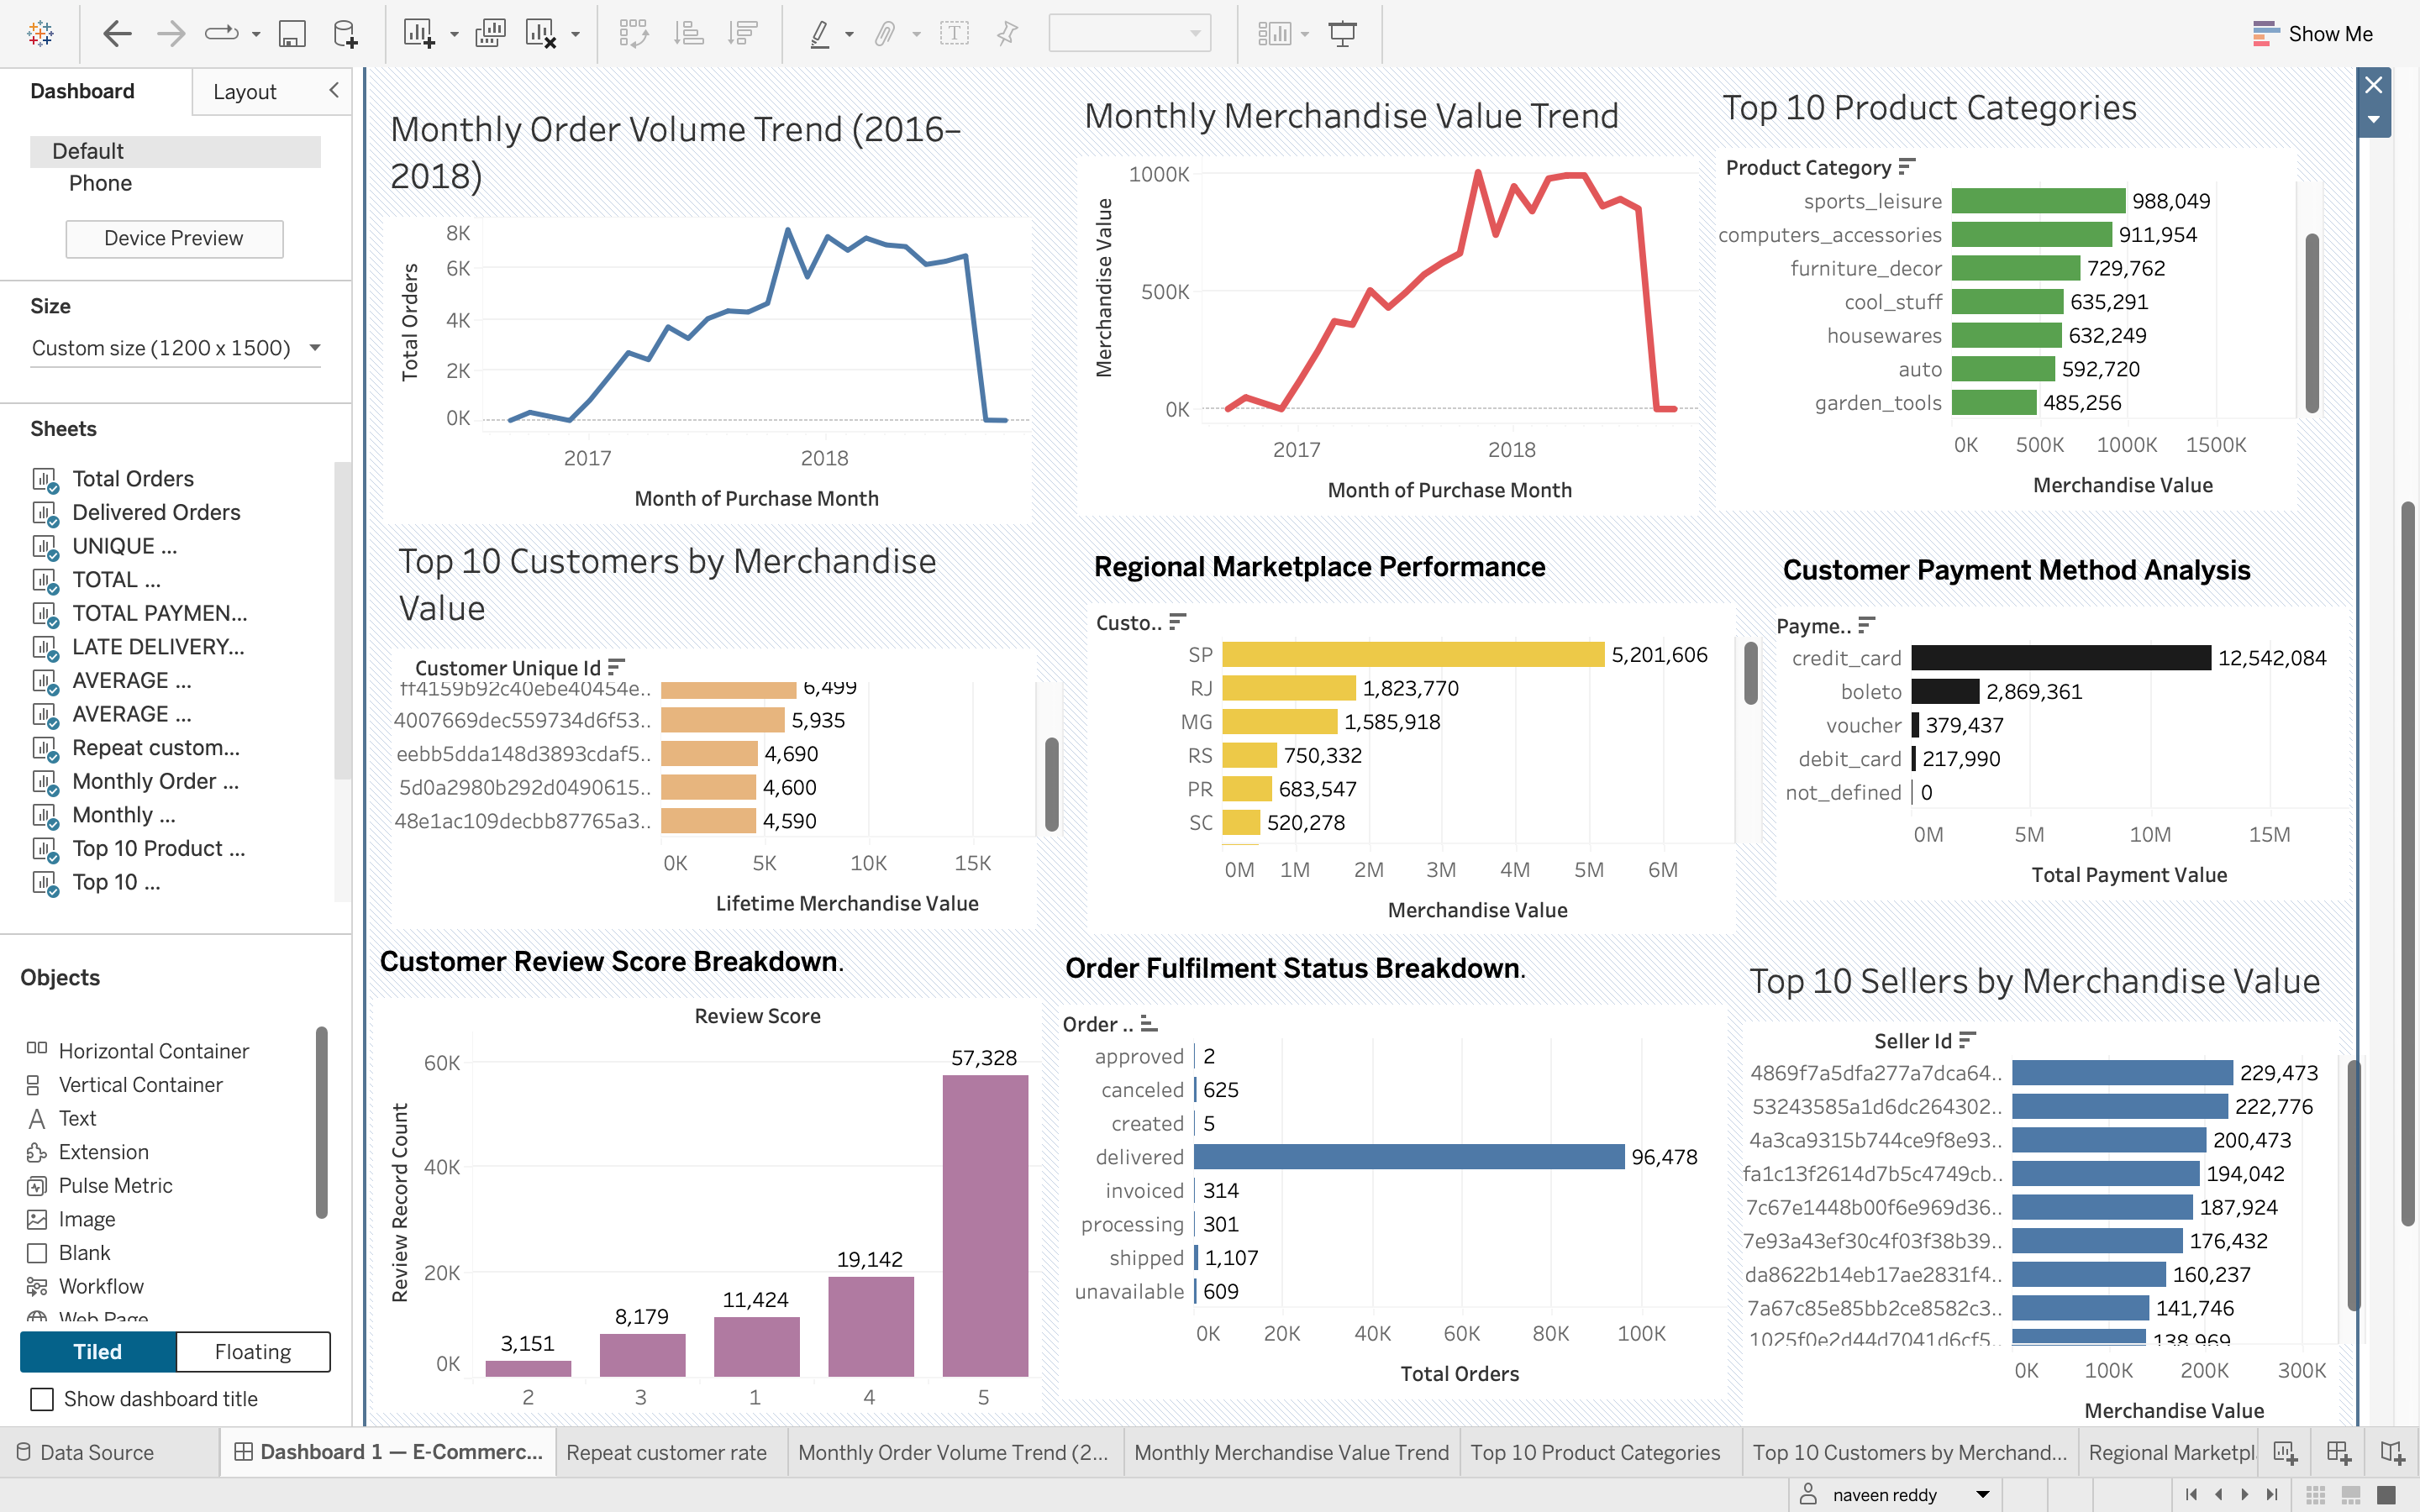 Show Me
Dashboard
Layout
Default
Phone
Device Preview
Size
Custom size (1200 x 1500)
Sheets
Total Orders
Delivered Orders
UNIQUE ...
TOTAL ...
TOTAL PAYMEN...
LATE DELIVERY...
AVERAGE ...
AVERAGE ...
Repeat custom...
Monthly Order ...
Monthly ...
Top 10 Product ...
Top 10 ...
Objects
Horizontal Container
Vertical Container
Text
Extension
Pulse Metric
Image
Blank
Workflow
Web Page
Tiled
Floating
Show dashboard title
Monthly Order Volume Trend (2016–
2018)
Total Orders
8K
6K
4K
2K
0K
2017
2018
Month of Purchase Month
Monthly Merchandise Value Trend
Merchandise Value
1000K
500K
0K
2017
2018
Month of Purchase Month
Top 10 Product Categories
Product Category
sports_leisure 988,049
computers_accessories 911,954
furniture_decor 729,762
cool_stuff 635,291
housewares 632,249
auto 592,720
garden_tools 485,256
0K 500K 1000K 1500K
Merchandise Value
Top 10 Customers by Merchandise
Value
Customer Unique Id
ff4159b92c40ebe40454e.. 6,499
4007669dec559734d6f53.. 5,935
eebb5dda148d3893cdaf5.. 4,690
5d0a2980b292d0490615.. 4,600
48e1ac109decbb87765a3.. 4,590
0K 5K 10K 15K
Lifetime Merchandise Value
Regional Marketplace Performance
Custo..
SP 5,201,606
RJ 1,823,770
MG 1,585,918
RS 750,332
PR 683,547
SC 520,278
0M 1M 2M 3M 4M 5M 6M
Merchandise Value
Customer Payment Method Analysis
Payme..
credit_card 12,542,084
boleto 2,869,361
voucher 379,437
debit_card 217,990
not_defined 0
0M 5M 10M 15M
Total Payment Value
Customer Review Score Breakdown.
Review Score
Review Record Count
60K
40K
20K
0K
3,151
8,179
11,424
19,142
57,328
2 3 1 4 5
Order Fulfilment Status Breakdown.
Order ..
approved 2
canceled 625
created 5
delivered 96,478
invoiced 314
processing 301
shipped 1,107
unavailable 609
0K 20K 40K 60K 80K 100K
Total Orders
Top 10 Sellers by Merchandise Value
Seller Id
4869f7a5dfa277a7dca64.. 229,473
53243585a1d6dc264302.. 222,776
4a3ca9315b744ce9f8e93.. 200,473
fa1c13f2614d7b5c4749cb.. 194,042
7c67e1448b00f6e969d36.. 187,924
7e93a43ef30c4f03f38b39.. 176,432
da8622b14eb17ae2831f4.. 160,237
7a67c85e85bb2ce8582c3.. 141,746
1025f0e2d44d7041d6cf5.. 138,969
0K 100K 200K 300K
Merchandise Value
Data Source
Dashboard 1 — E-Commerc...
Repeat customer rate
Monthly Order Volume Trend (2...
Monthly Merchandise Value Trend
Top 10 Product Categories
Top 10 Customers by Merchand...
Regional Marketpl
naveen reddy